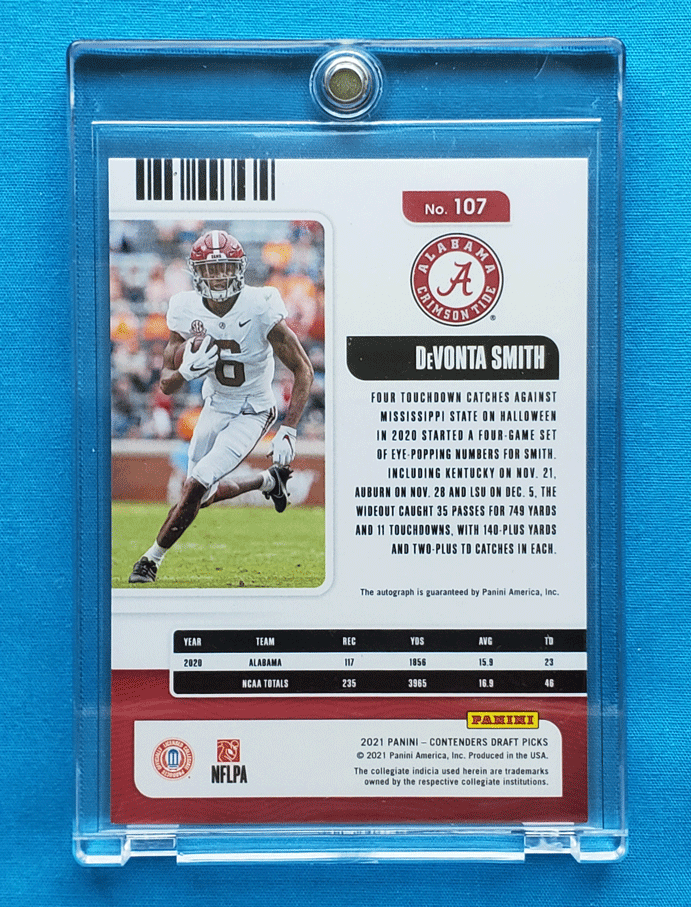 No. 107
ALABAMA
A
CRIMSON TIDE
®
DeVONTA SMITH
FOUR TOUCHDOWN CATCHES AGAINST
MISSISSIPPI STATE ON HALLOWEEN
IN 2020 STARTED A FOUR-GAME SET
OF EYE-POPPING NUMBERS FOR SMITH.
INCLUDING KENTUCKY ON NOV. 21,
AUBURN ON NOV. 28 AND LSU ON DEC. 5, THE
WIDEOUT CAUGHT 35 PASSES FOR 749 YARDS
AND 11 TOUCHDOWNS, WITH 140-PLUS YARDS
AND TWO-PLUS TD CATCHES IN EACH.
6
The autograph is guaranteed by Panini America, Inc.
YEAR TEAM REC YDS AVG TD
2020 ALABAMA 117 1856 15.9 23
NCAA TOTALS 235 3965 16.9 46
PANINI
2021 PANINI – CONTENDERS DRAFT PICKS
© 2021 Panini America, Inc. Produced in the USA.
The collegiate indicia used herein are trademarks
owned by the respective collegiate institutions.
OFFICIALLY LICENSED COLLEGIATE PRODUCTS
NFLPA